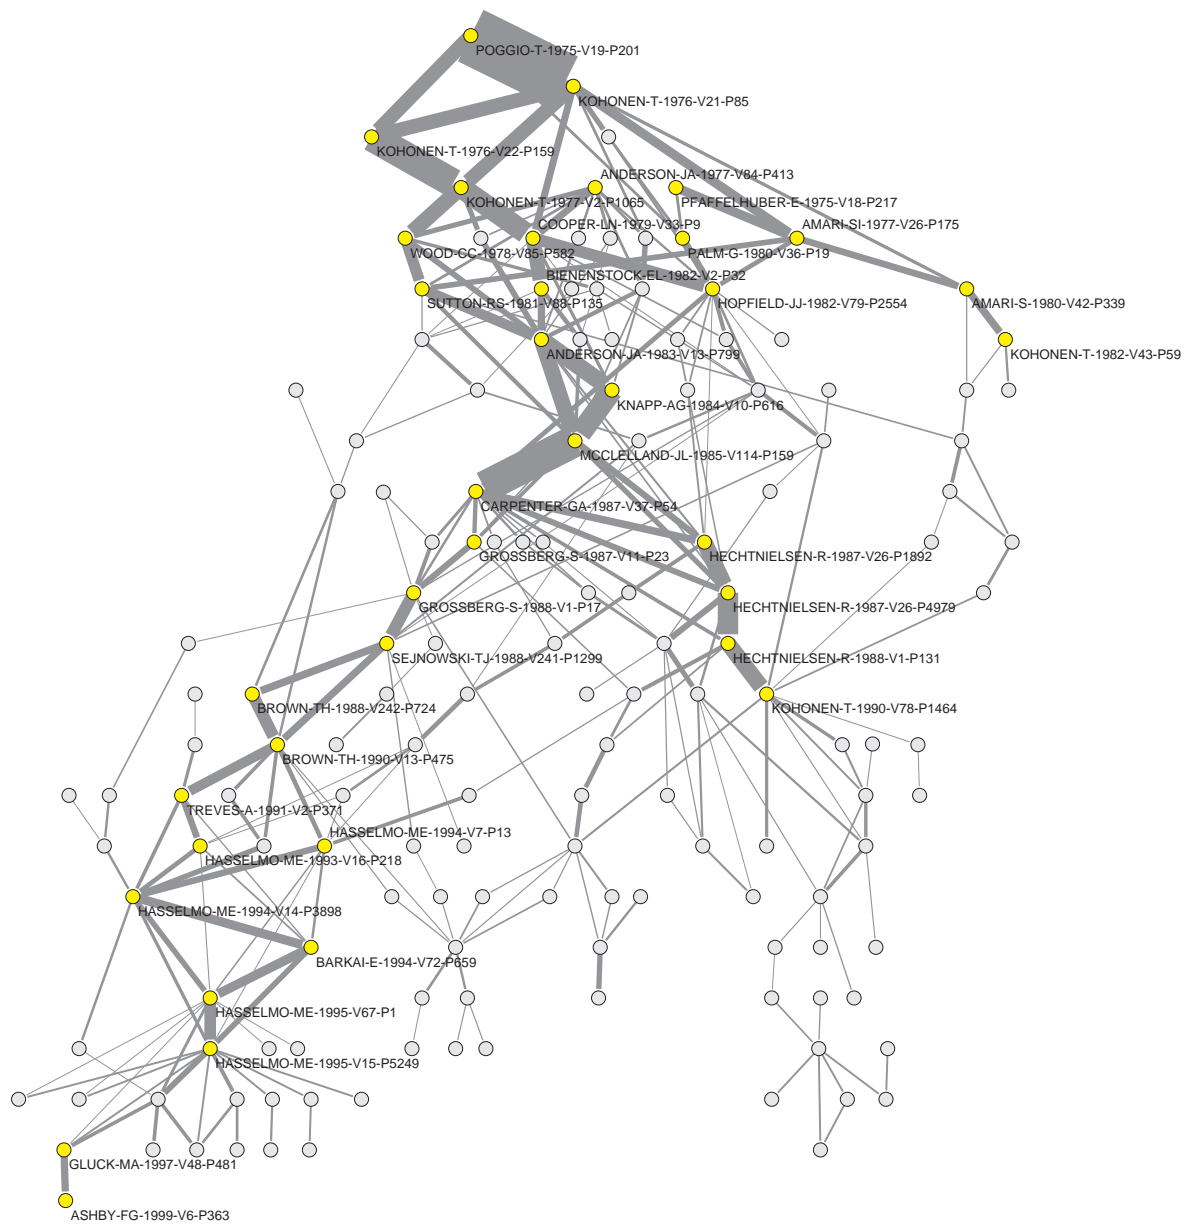 POGGIO-T-1975-V19-P201
KOHONEN-T-1976-V21-P85
KOHONEN-T-1976-V22-P159
ANDERSON-JA-1977-V84-P413
KOHONEN-T-1977-V2-P1065
PFAFFELHUBER-E-1975-V18-P217
COOPER-LN-1979-V33-P9
AMARI-SI-1977-V26-P175
WOOD-CC-1978-V85-P582
PALM-G-1980-V36-P19
BIENENSTOCK-EL-1982-V2-P32
SUTTON-RS-1981-V88-P135
HOPFIELD-JJ-1982-V79-P2554
AMARI-S-1980-V42-P339
ANDERSON-JA-1983-V13-P799
KOHONEN-T-1982-V43-P59
KNAPP-AG-1984-V10-P616
MCCLELLAND-JL-1985-V114-P159
CARPENTER-GA-1987-V37-P54
GROSSBERG-S-1987-V11-P23
HECHTNIELSEN-R-1987-V26-P1892
GROSSBERG-S-1988-V1-P17
HECHTNIELSEN-R-1987-V26-P4979
SEJNOWSKI-TJ-1988-V241-P1299
HECHTNIELSEN-R-1988-V1-P131
BROWN-TH-1988-V242-P724
KOHONEN-T-1990-V78-P1464
BROWN-TH-1990-V13-P475
TREVES-A-1991-V2-P371
HASSELMO-ME-1994-V7-P13
HASSELMO-ME-1993-V16-P218
HASSELMO-ME-1994-V14-P3898
BARKAI-E-1994-V72-P659
HASSELMO-ME-1995-V67-P1
HASSELMO-ME-1995-V15-P5249
GLUCK-MA-1997-V48-P481
ASHBY-FG-1999-V6-P363